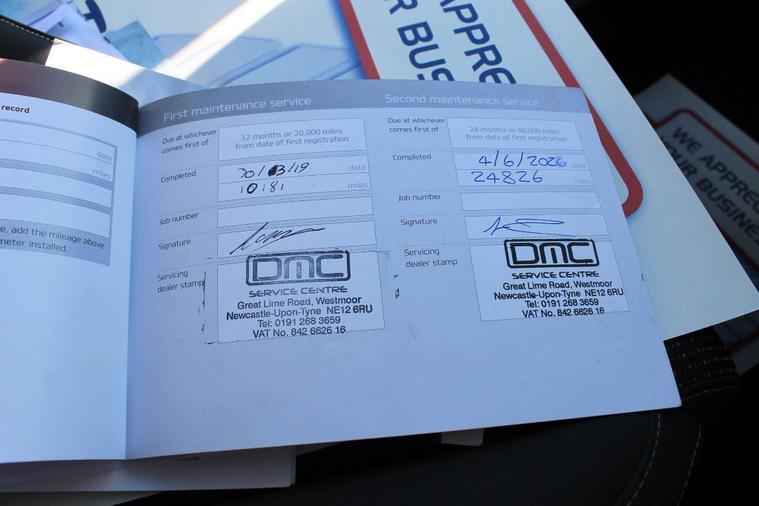 APPRE
R BUSI
WE APPREC
OUR BUSINES
record
date
miles
e, add the mileage above
meter installed.
First maintenance service
Due at whichever
comes first of
12 months or 20,000 miles
from date of first registration
Completed
date
10181
miles
Job number
Signature
Servicing
dealer stamp
DMC
SERVICE CENTRE
Great Lime Road, Westmoor
Newcastle-Upon-Tyne NE12 6RU
Tel: 0191 268 3659
VAT No. 842 6626 16
Second maintenance service
Due at whichever
comes first of
24 months or 40,000 miles
from date of first registration
Completed
4/6/2020 date
24826 miles
Job number
Signature
Servicing
dealer stamp
DMC
SERVICE CENTRE
Great Lime Road, Westmoor
Newcastle-Upon-Tyne NE12 6RU
Tel: 0191 268 3659
VAT No. 842 6626 16